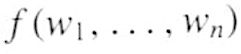 f(w₁, . . . , wₙ)